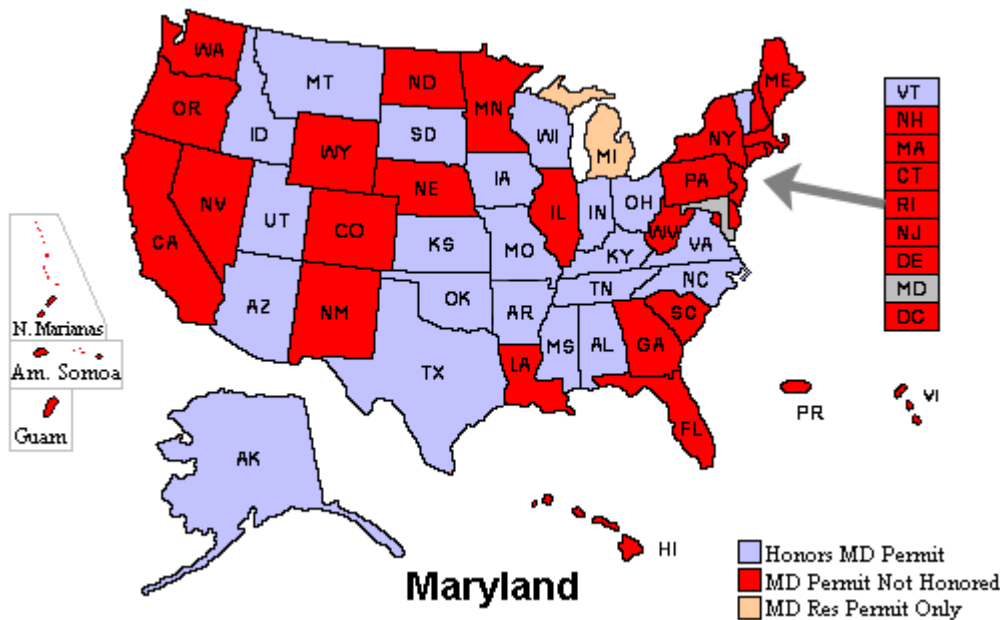 WA
MT
ND
MN
ME
VT
OR
ID
SD
WI
NY
NH
WY
MI
MA
IA
PA
CT
NE
NV
UT
IL
IN
OH
RI
CO
WV
NJ
CA
KS
MO
KY
VA
DE
TN
NC
MD
AZ
OK
AR
SC
DC
NM
MS
AL
GA
N. Marianas
TX
LA
Am. Somoa
FL
PR
VI
Guam
AK
HI
Honors MD Permit
Maryland
MD Permit Not Honored
MD Res Permit Only